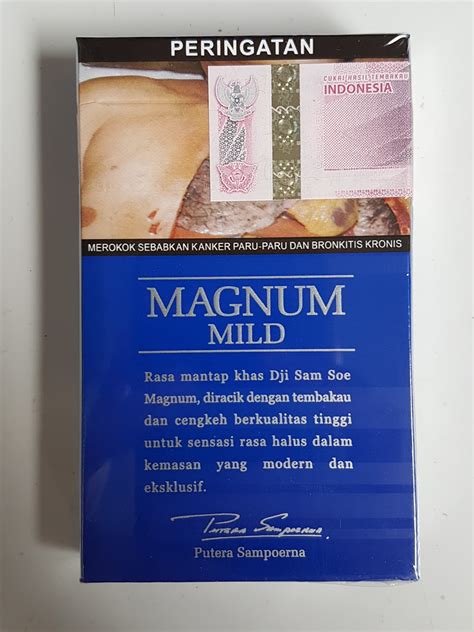 PERINGATAN
CUKAI HASIL TEMBAKAU
INDONESIA
MEROKOK SEBABKAN KANKER PARU-PARU DAN BRONKITIS KRONIS
MAGNUM
MILD
Rasa mantap khas Dji Sam Soe
Magnum, diracik dengan tembakau
dan cengkeh berkualitas tinggi
untuk sensasi rasa halus dalam
kemasan yang modern dan
eksklusif.
Putera Sampoerna
Putera Sampoerna